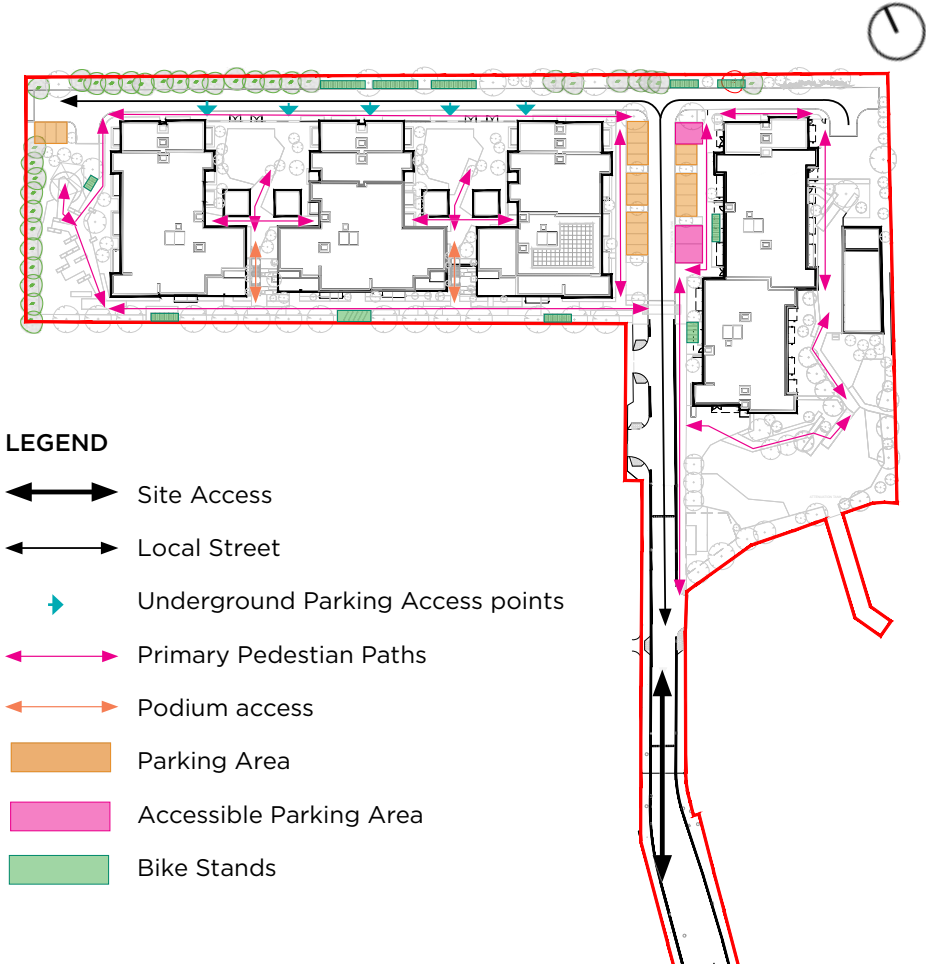 LEGEND
Site Access
Local Street
Underground Parking Access points
Primary Pedestian Paths
Podium access
Parking Area
Accessible Parking Area
Bike Stands